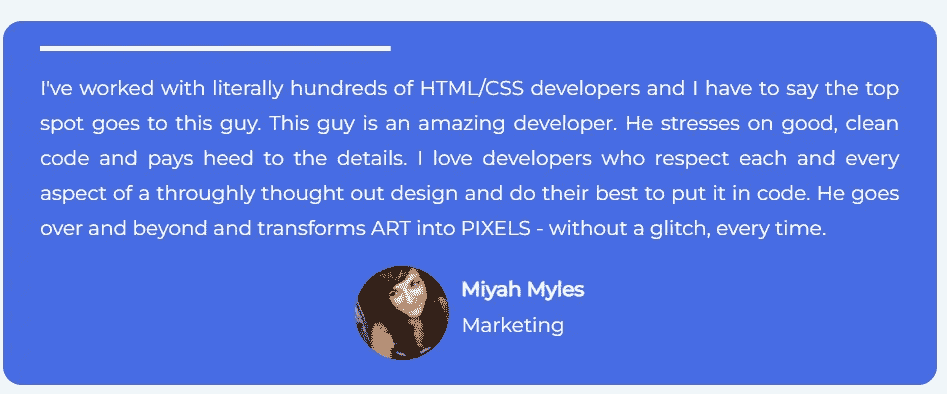 I've worked with literally hundreds of HTML/CSS developers and I have to say the top
spot goes to this guy. This guy is an amazing developer. He stresses on good, clean
code and pays heed to the details. I love developers who respect each and every
aspect of a throughly thought out design and do their best to put it in code. He goes
over and beyond and transforms ART into PIXELS - without a glitch, every time.
Miyah Myles
Marketing